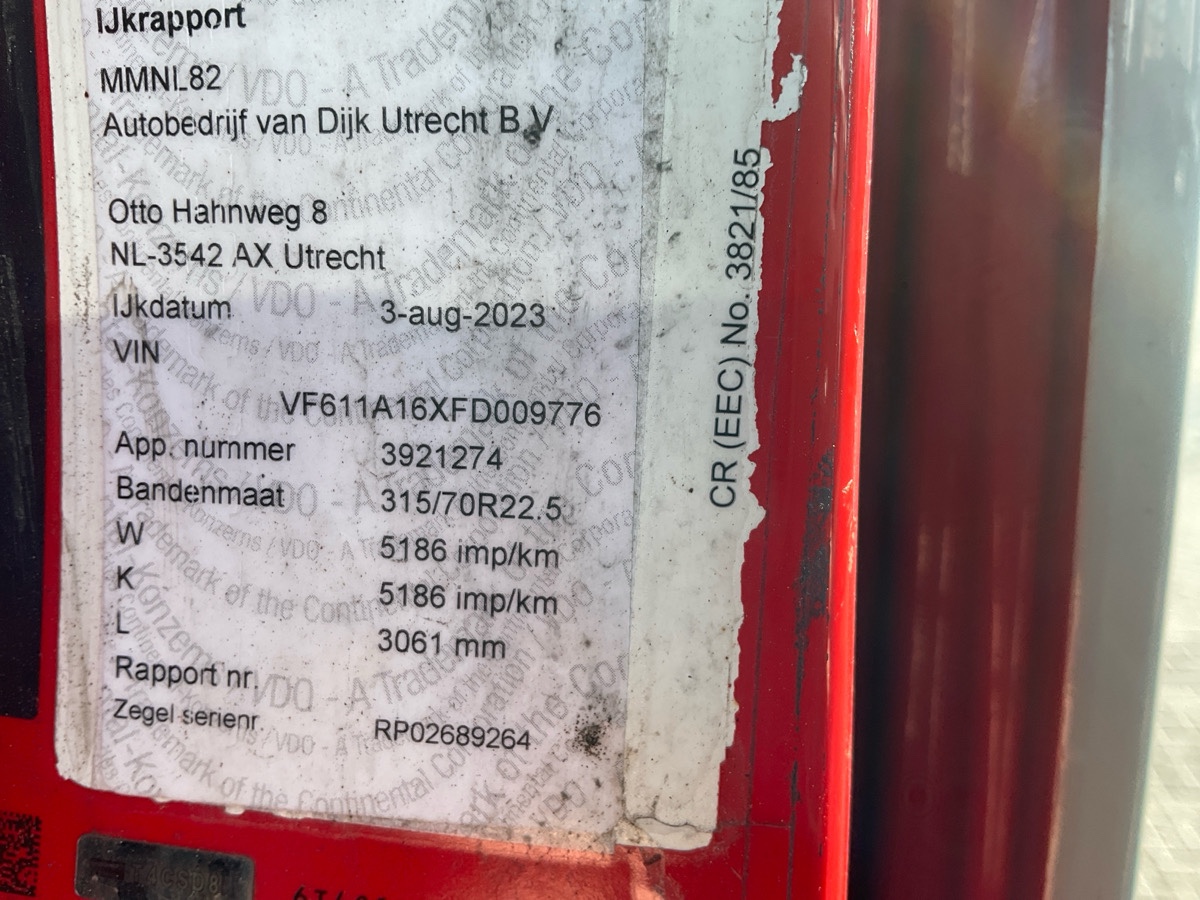 IJkrapport
MMNL82
Autobedrijf van Dijk Utrecht B.V.
Otto Hahnweg 8
NL-3542 AX Utrecht
IJkdatum 3-aug-2023
VIN
VF611A16XFD009776
App. nummer 3921274
Bandenmaat 315/70R22.5
W 5186 imp/km
K 5186 imp/km
L 3061 mm
Rapport nr.
Zegel serienr RP02689264
CR (EEC) No. 3821/85